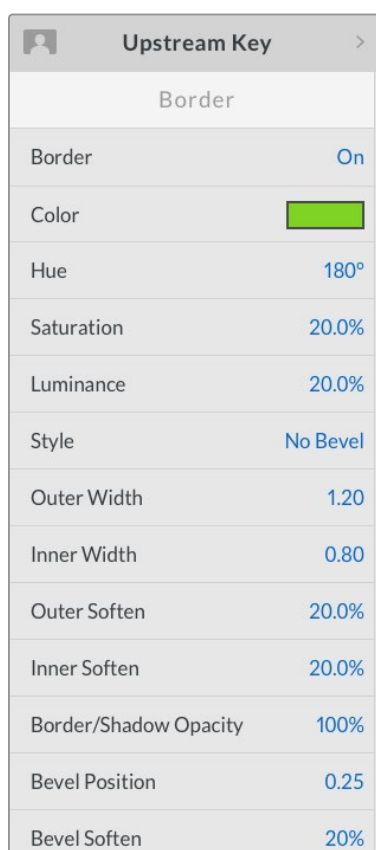 Upstream Key >
Border
Border On
Color
Hue 180°
Saturation 20.0%
Luminance 20.0%
Style No Bevel
Outer Width 1.20
Inner Width 0.80
Outer Soften 20.0%
Inner Soften 20.0%
Border/Shadow Opacity 100%
Bevel Position 0.25
Bevel Soften 20%